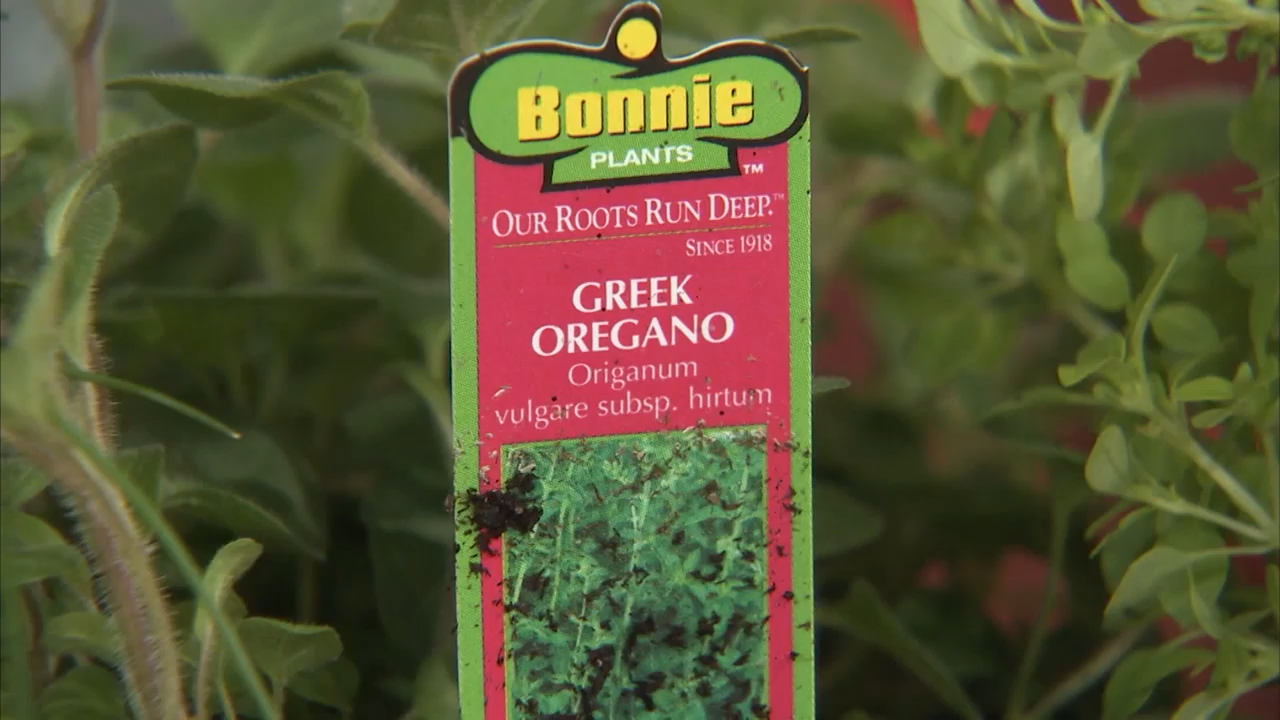 Bonnie
PLANTS
™
OUR ROOTS RUN DEEP.™
SINCE 1918
GREEK
OREGANO
Origanum
vulgare subsp. hirtum